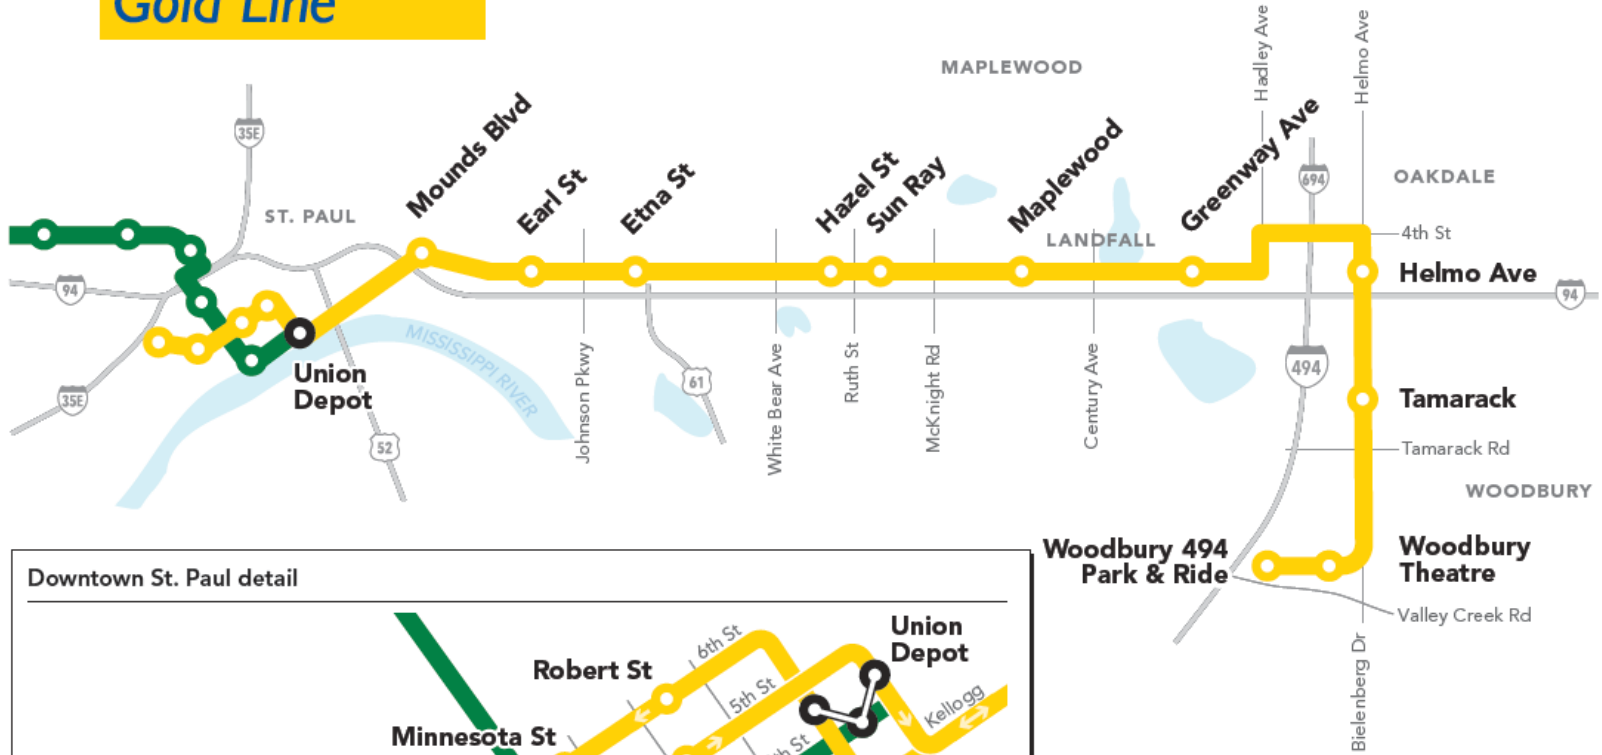 Gold Line
Hadley Ave
Helmo Ave
MAPLEWOOD
35E
Mounds Blvd
Earl St
Etna St
Hazel St
Sun Ray
Maplewood
Greenway Ave
694
OAKDALE
ST. PAUL
LANDFALL
4th St
Helmo Ave
94
94
MISSISSIPPI RIVER
Union
Depot
35E
52
61
Johnson Pkwy
White Bear Ave
Ruth St
McKnight Rd
Century Ave
494
Tamarack
Tamarack Rd
WOODBURY
Woodbury 494
Park & Ride
Woodbury
Theatre
Valley Creek Rd
Bielenberg Dr
Downtown St. Paul detail
Union
Depot
Robert St
6th St
5th St
Kellogg
Minnesota St